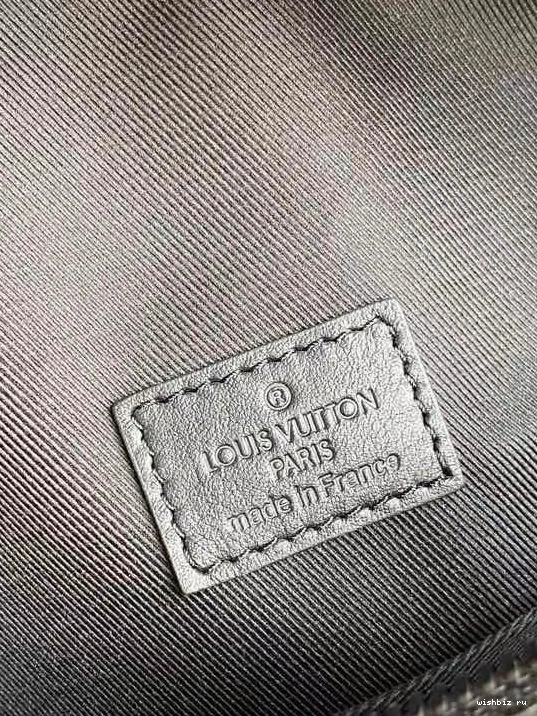 ®
LOUIS VUITTON
PARIS
made in France
wishbiz ru